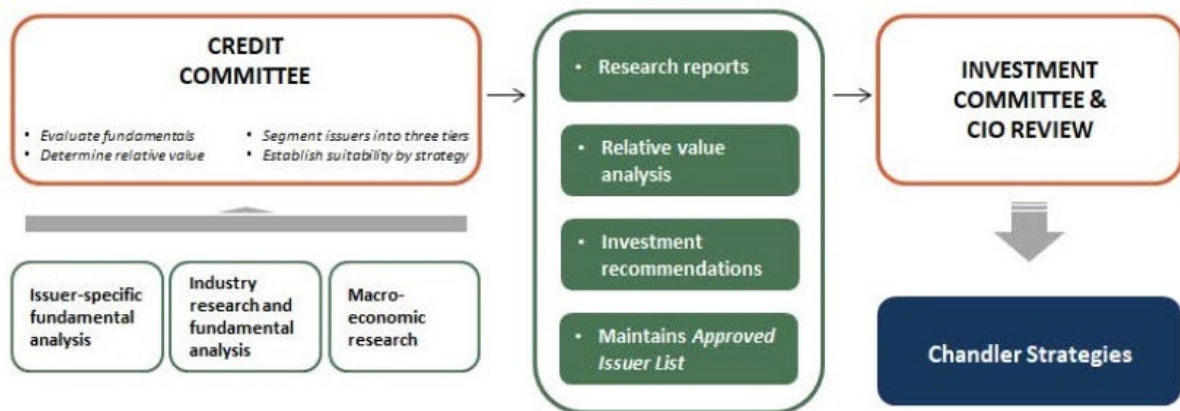 CREDIT
COMMITTEE
• Evaluate fundamentals
• Determine relative value
• Segment issuers into three tiers
• Establish suitability by strategy
Issuer-specific
fundamental
analysis
Industry
research and
fundamental
analysis
Macro-
economic
research
• Research reports
• Relative value
analysis
• Investment
recommendations
• Maintains Approved
Issuer List
INVESTMENT
COMMITTEE &
CIO REVIEW
Chandler Strategies